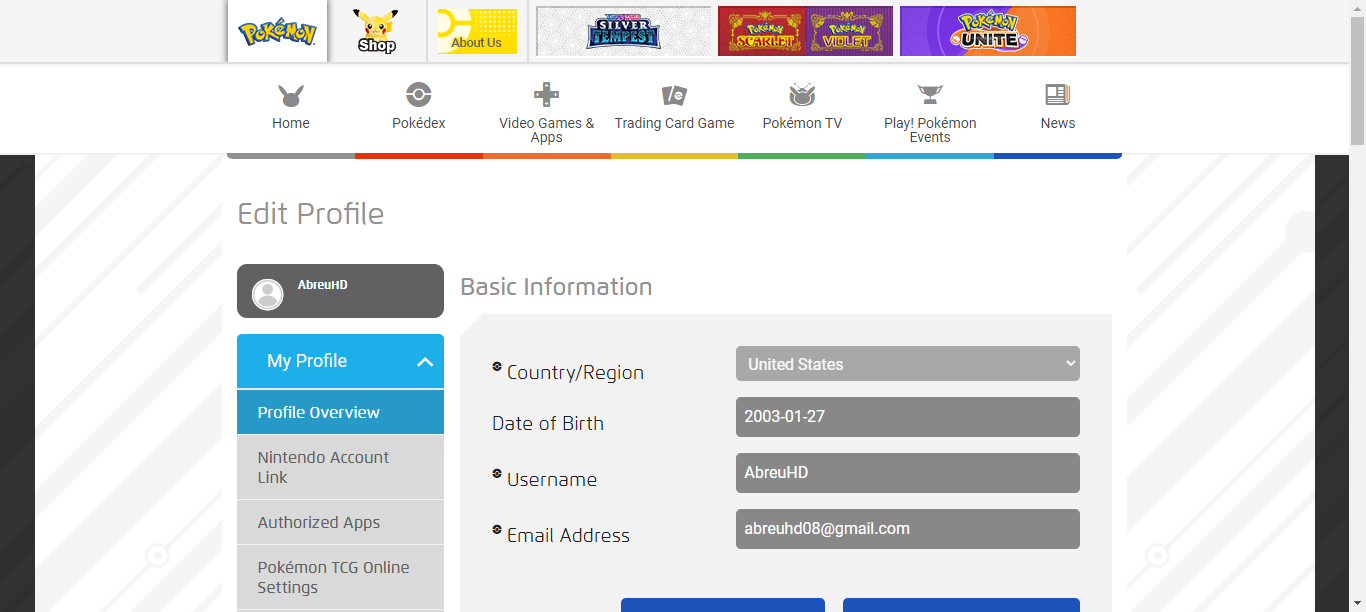 Pokémon
Shop
About Us
SILVER
TEMPEST
Pokémon
SCARLET
Pokémon
VIOLET
Pokémon
UNITE
Home
Pokédex
Video Games &
Apps
Trading Card Game
Pokémon TV
Play! Pokémon
Events
News
Edit Profile
AbreuHD
My Profile
Profile Overview
Nintendo Account
Link
Authorized Apps
Pokémon TCG Online
Settings
Basic Information
Country/Region
United States
Date of Birth
2003-01-27
Username
AbreuHD
Email Address
abreuhd08@gmail.com